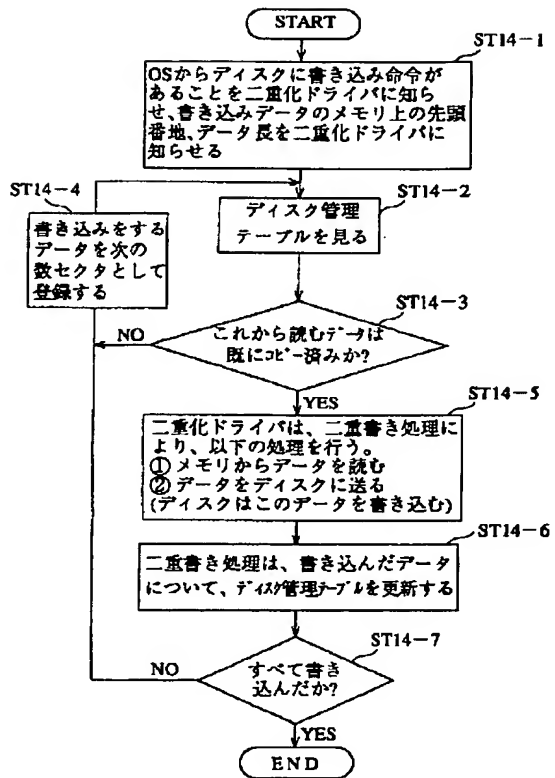 START
ST14-1
OSからディスクに書き込み命令が
あることを二重化ドライバに知ら
せ、書き込みデータのメモリ上の先頭
番地、データ長を二重化ドライバに
知らせる
ST14-4
ST14-2
書き込みをする
データを次の
数セクタとして
登録する
ディスク管理
テーブルを見る
ST14-3
NO
これから読むデータは
既にコピー済みか?
YES
ST14-5
二重化ドライバは、二重書き処理に
より、以下の処理を行う。
①メモリからデータを読む
②データをディスクに送る
(ディスクはこのデータを書き込む)
ST14-6
二重書き処理は、書き込んだデータ
について、ディスク管理テーブルを更新する
ST14-7
NO
すべて書き
込んだか?
YES
END